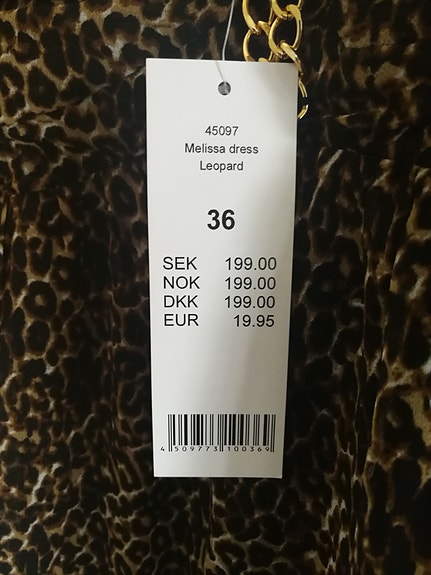 45097
Melissa dress
Leopard
36
SEK 199.00
NOK 199.00
DKK 199.00
EUR 19.95
4 509773 100369